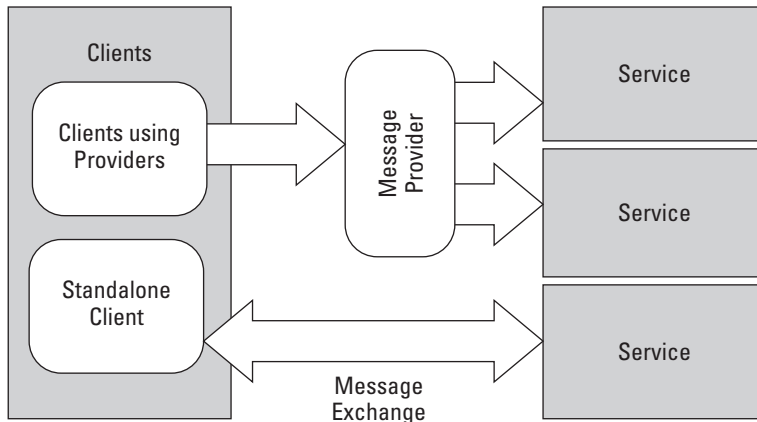 Clients
Clients using
Providers
Standalone
Client
Message
Provider
Message
Exchange
Service
Service
Service